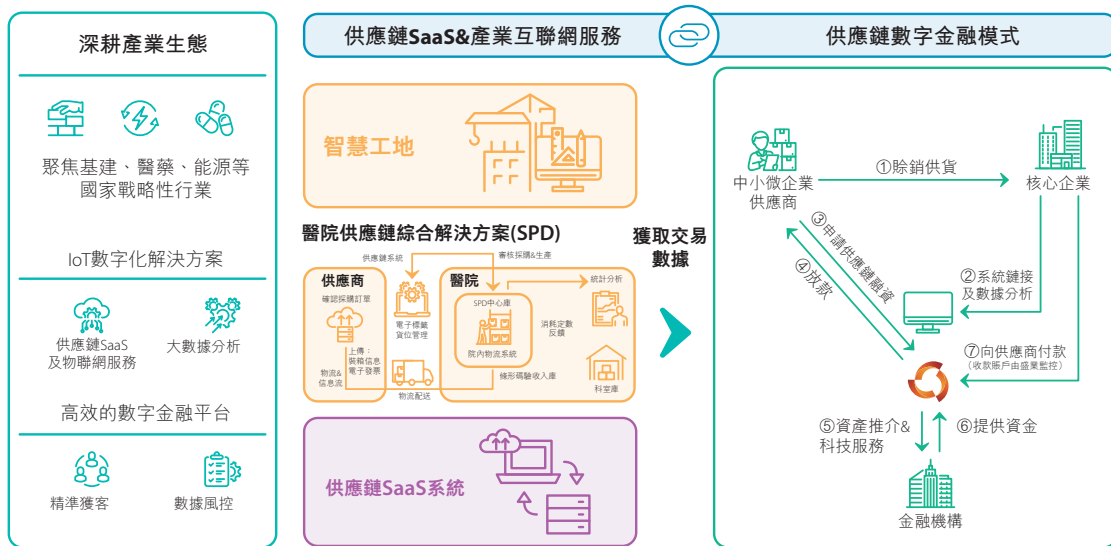 深耕產業生態
聚焦基建、醫藥、能源等
國家戰略性行業
IoT數字化解決方案
供應鏈SaaS
及物聯網服務
大數據分析
高效的數字金融平台
精準獲客
數據風控
供應鏈SaaS&產業互聯網服務
智慧工地
醫院供應鏈綜合解決方案(SPD)
供應鏈系統
審核採購&生產
供應商
確認採購訂單
上傳：
裝箱信息
電子發票
物流&
信息流
電子標籤
貨位管理
物流配送
醫院
SPD中心庫
院內物流系統
條形碼驗收入庫
消耗定數
反饋
統計分析
科室庫
供應鏈SaaS系統
獲取交易
數據
供應鏈數字金融模式
中小微企業
供應商
①賒銷供貨
核心企業
③申請供應鏈融資
④放款
②系統鏈接
及數據分析
⑦向供應商付款
（收款賬戶由盛業監控）
⑤資產推介&
科技服務
⑥提供資金
金融機構